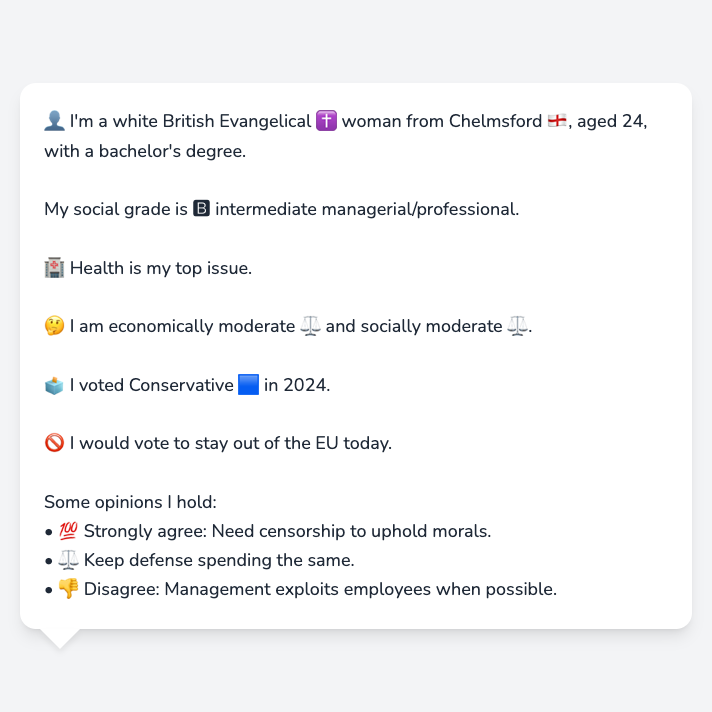 👤 I'm a white British Evangelical ✝️ woman from Chelmsford 🏴󠁧󠁢󠁥󠁮󠁧󠁿, aged 24,
with a bachelor's degree.
My social grade is 🅱 intermediate managerial/professional.
🏥 Health is my top issue.
🤔 I am economically moderate ⚖️ and socially moderate ⚖️.
🗳️ I voted Conservative 🟦 in 2024.
🚫 I would vote to stay out of the EU today.
Some opinions I hold:
• 💯 Strongly agree: Need censorship to uphold morals.
• ⚖️ Keep defense spending the same.
• 👎 Disagree: Management exploits employees when possible.